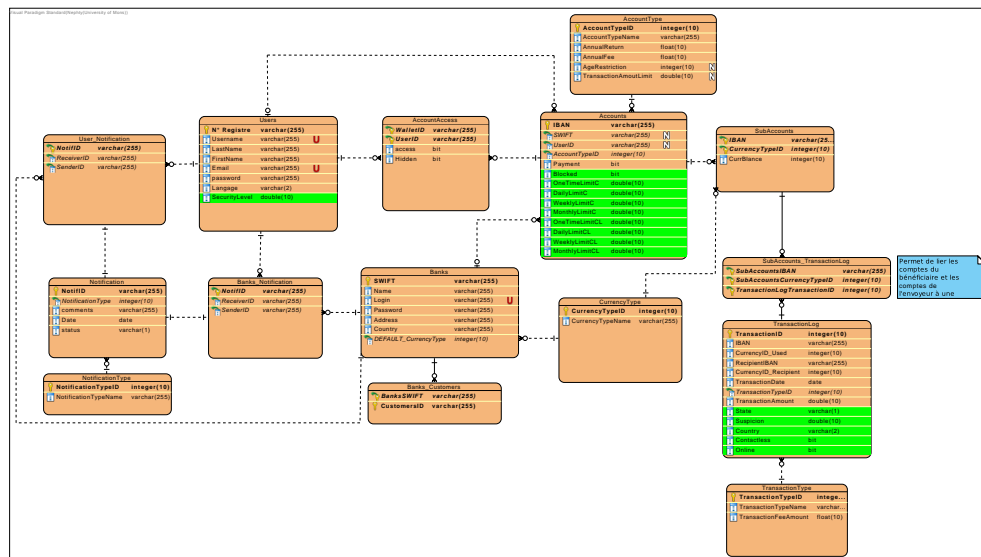 Visual Paradigm Standard(Nephty(University of Mons))
AccountType
AccountTypeID integer(10)
AccountTypeName varchar(255)
AnnualReturn float(10)
AnnualFee float(10)
AgeRestriction integer(10) N
TransactionAmoutLimit double(10) N
Users
N° Registre varchar(255)
Username varchar(255) U
LastName varchar(255)
FirstName varchar(255)
Email varchar(255) U
password varchar(255)
Langage varchar(2)
SecurityLevel double(10)
AccountAccess
WalletID varchar(255)
UserID varchar(255)
access bit
Hidden bit
Accounts
IBAN varchar(255)
SWIFT varchar(255) N
UserID varchar(255) N
AccountTypeID integer(10)
Payment bit
Blocked bit
OneTimeLimitC double(10)
DailyLimitC double(10)
WeeklyLimitC double(10)
MonthlyLimitC double(10)
OneTimeLimitCL double(10)
DailyLimitCL double(10)
WeeklyLimitCL double(10)
MonthlyLimitCL double(10)
SubAccounts
IBAN varchar(25...
CurrencyTypeID integer(10)
CurrBlance integer(10)
User_Notification
NotifID varchar(255)
ReceiverID varchar(255)
SenderID varchar(255)
SubAccounts_TransactionLog
SubAccountsIBAN varchar(255)
SubAccountsCurrencyTypeID integer(10)
TransactionLogTransactionID integer(10)
Permet de lier les
comptes du
bénéficiaire et les
comptes de
l'envoyeur à une
Notification
NotifID varchar(255)
NotificationType integer(10)
comments varchar(255)
Date date
status varchar(1)
Banks_Notification
NotifID varchar(255)
ReceiverID varchar(255)
SenderID varchar(255)
Banks
SWIFT varchar(255)
Name varchar(255)
Login varchar(255) U
Password varchar(255)
Address varchar(255)
Country varchar(255)
DEFAULT_CurrencyType integer(10)
CurrencyType
CurrencyTypeID integer(10)
CurrencyTypeName varchar(255)
TransactionLog
TransactionID integer(10)
IBAN varchar(255)
CurrencyID_Used integer(10)
RecipientIBAN varchar(255)
CurrencyID_Recipient integer(10)
TransactionDate date
TransactionTypeID integer(10)
TransactionAmount double(10)
State varchar(1)
Suspicion double(10)
Country varchar(2)
Contactless bit
Online bit
NotificationType
NotificationTypeID integer(10)
NotificationTypeName varchar(255)
Banks_Customers
BanksSWIFT varchar(255)
CustomersID varchar(255)
TransactionType
TransactionTypeID intege...
TransactionTypeName varchar...
TransactionFeeAmount float(10)